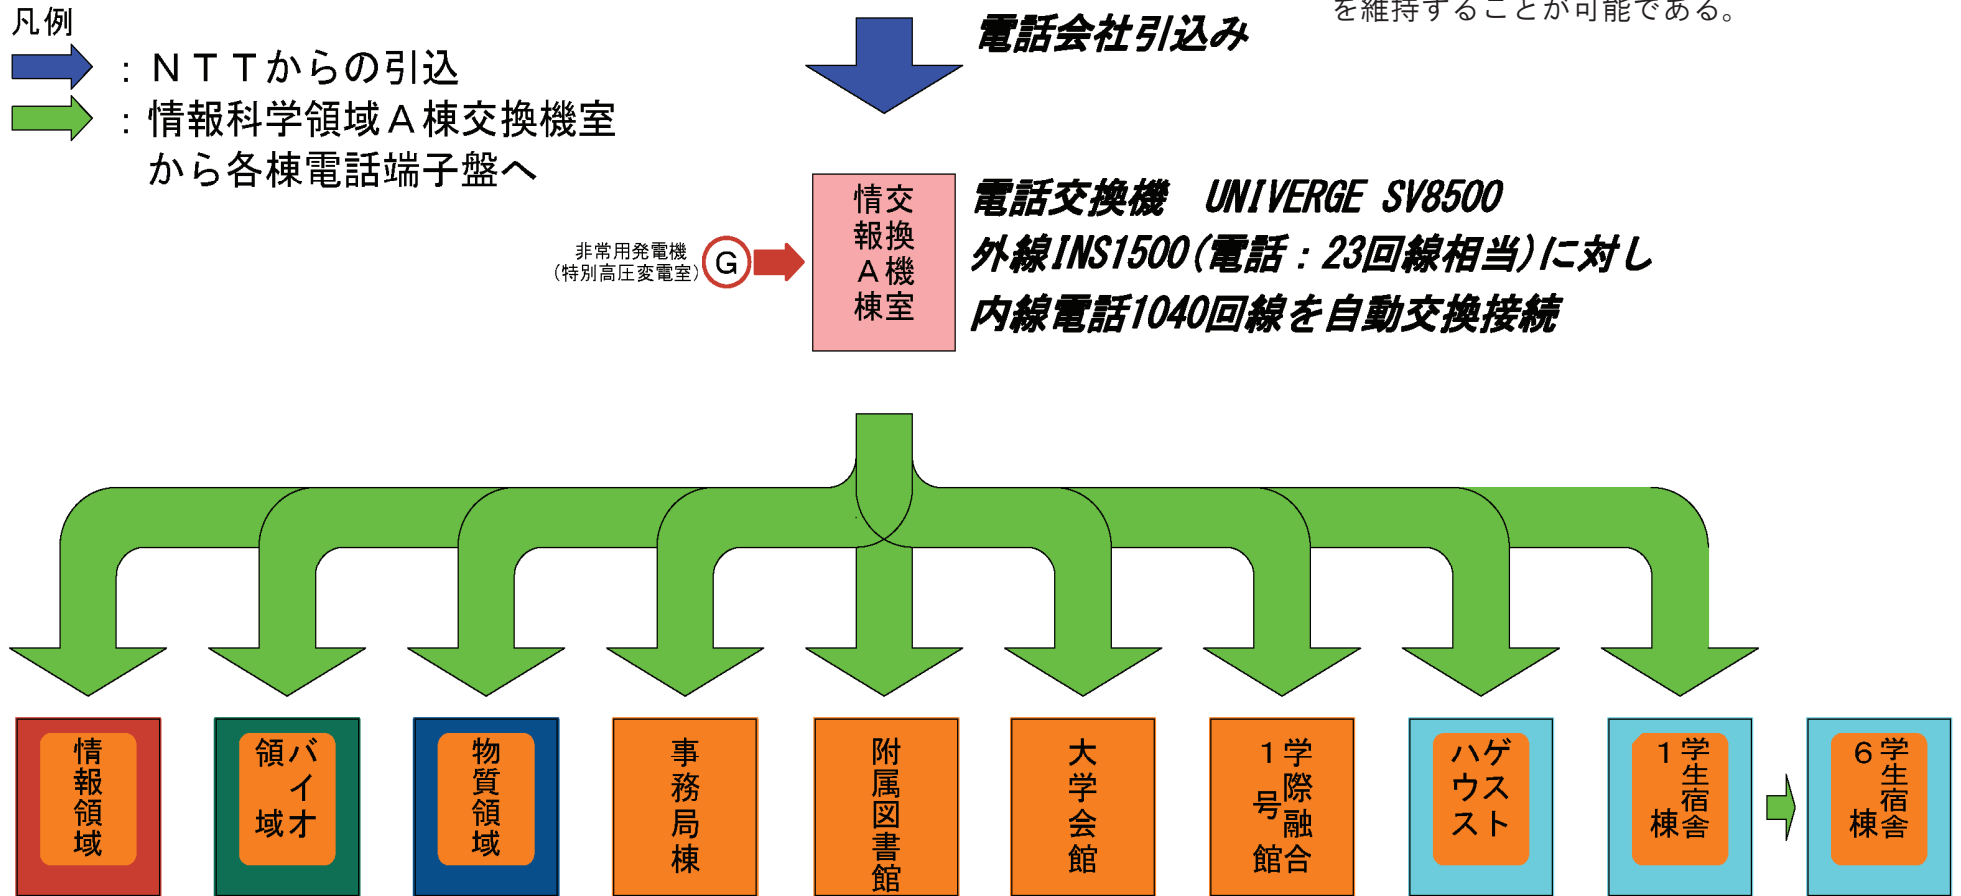 を維持することが可能である。
凡例
：ＮＴＴからの引込
：情報科学領域Ａ棟交換機室
から各棟電話端子盤へ
電話会社引込み
交換機室
情報Ａ棟
電話交換機　UNIVERGE SV8500
外線INS1500(電話：23回線相当)に対し
内線電話1040回線を自動交換接続
非常用発電機
(特別高圧変電室)
G
情報領域
バイオ
領域
物質領域
事務局棟
附属図書館
大学会館
学際融合
1号館
ゲスト
ハウス
学生宿舎
1棟
学生宿舎
6棟